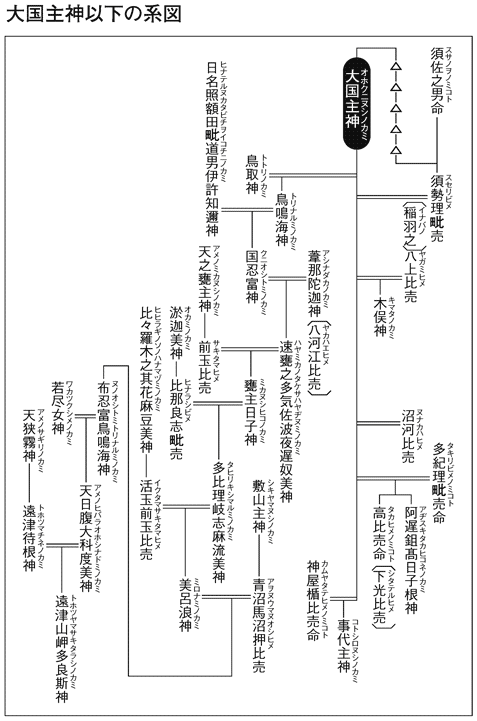 大国主神以下の系図
須佐之男命
スサノヲノミコト
大国主神
オホクニヌシノカミ
須勢理毗売
スセリビメ
稲羽之八上比売
イナバノ
ヤガミヒメ
木俣神
キマタノカミ
沼河比売
ヌナカハヒメ
多紀理毗売命
タキリビメノミコト
阿遅鉏髙日子根神
アヂスキタカヒコネノカミ
高比売命
タカヒメノミコト
(下光比売)
シタテルヒメ
神屋楯比売命
カムヤタテヒメノミコト
事代主神
コトシロヌシノカミ
鳥取神
トトリノカミ
鳥鳴海神
トリナルミノカミ
日名照額田毗道男伊許知邇神
ヒナテルヌカタビチヲイコチニノカミ
国忍富神
クニオシトミノカミ
葦那陀迦神
アシナダカノカミ
(八河江比売)
ヤカハエヒメ
速甕之多気佐波夜遅奴美神
ハヤミカノタケサハヤヂヌミノカミ
天之甕主神
アメノミカヌシノカミ
前玉比売
サキタマヒメ
甕主日子神
ミカヌシヒコノカミ
淤迦美神
オカミノカミ
比那良志毗売
ヒナラシビメ
多比理岐志麻流美神
タヒリキシマルミノカミ
比々羅木之其花麻豆美神
ヒヒラギノソノハナマヅミノカミ
活玉前玉比売
イクタマサキタマヒメ
美呂浪神
ミロナミノカミ
敷山主神
シキヤマヌシノカミ
青沼馬沼押比売
アヲヌウマヌオシヒメ
布忍富鳥鳴海神
ヌノオシトミトリナルミノカミ
若尽女神
ワカツクシメノカミ
天日腹大科度美神
アメノヒバラオホシナドミノカミ
天狭霧神
アメノサギリノカミ
遠津待根神
トホツマチネノカミ
遠津山岬多良斯神
トホツヤマサキタラシノカミ